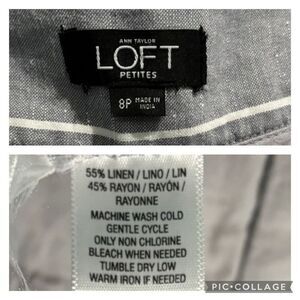 ANN TAYLOR
LOFT
PETITES
8P MADE IN INDIA
55% LINEN / LINO / LIN
45% RAYON / RAYÓN /
RAYONNE
MACHINE WASH COLD
GENTLE CYCLE
ONLY NON CHLORINE
BLEACH WHEN NEEDED
TUMBLE DRY LOW
WARM IRON IF NEEDED
PIC•COLLAGE